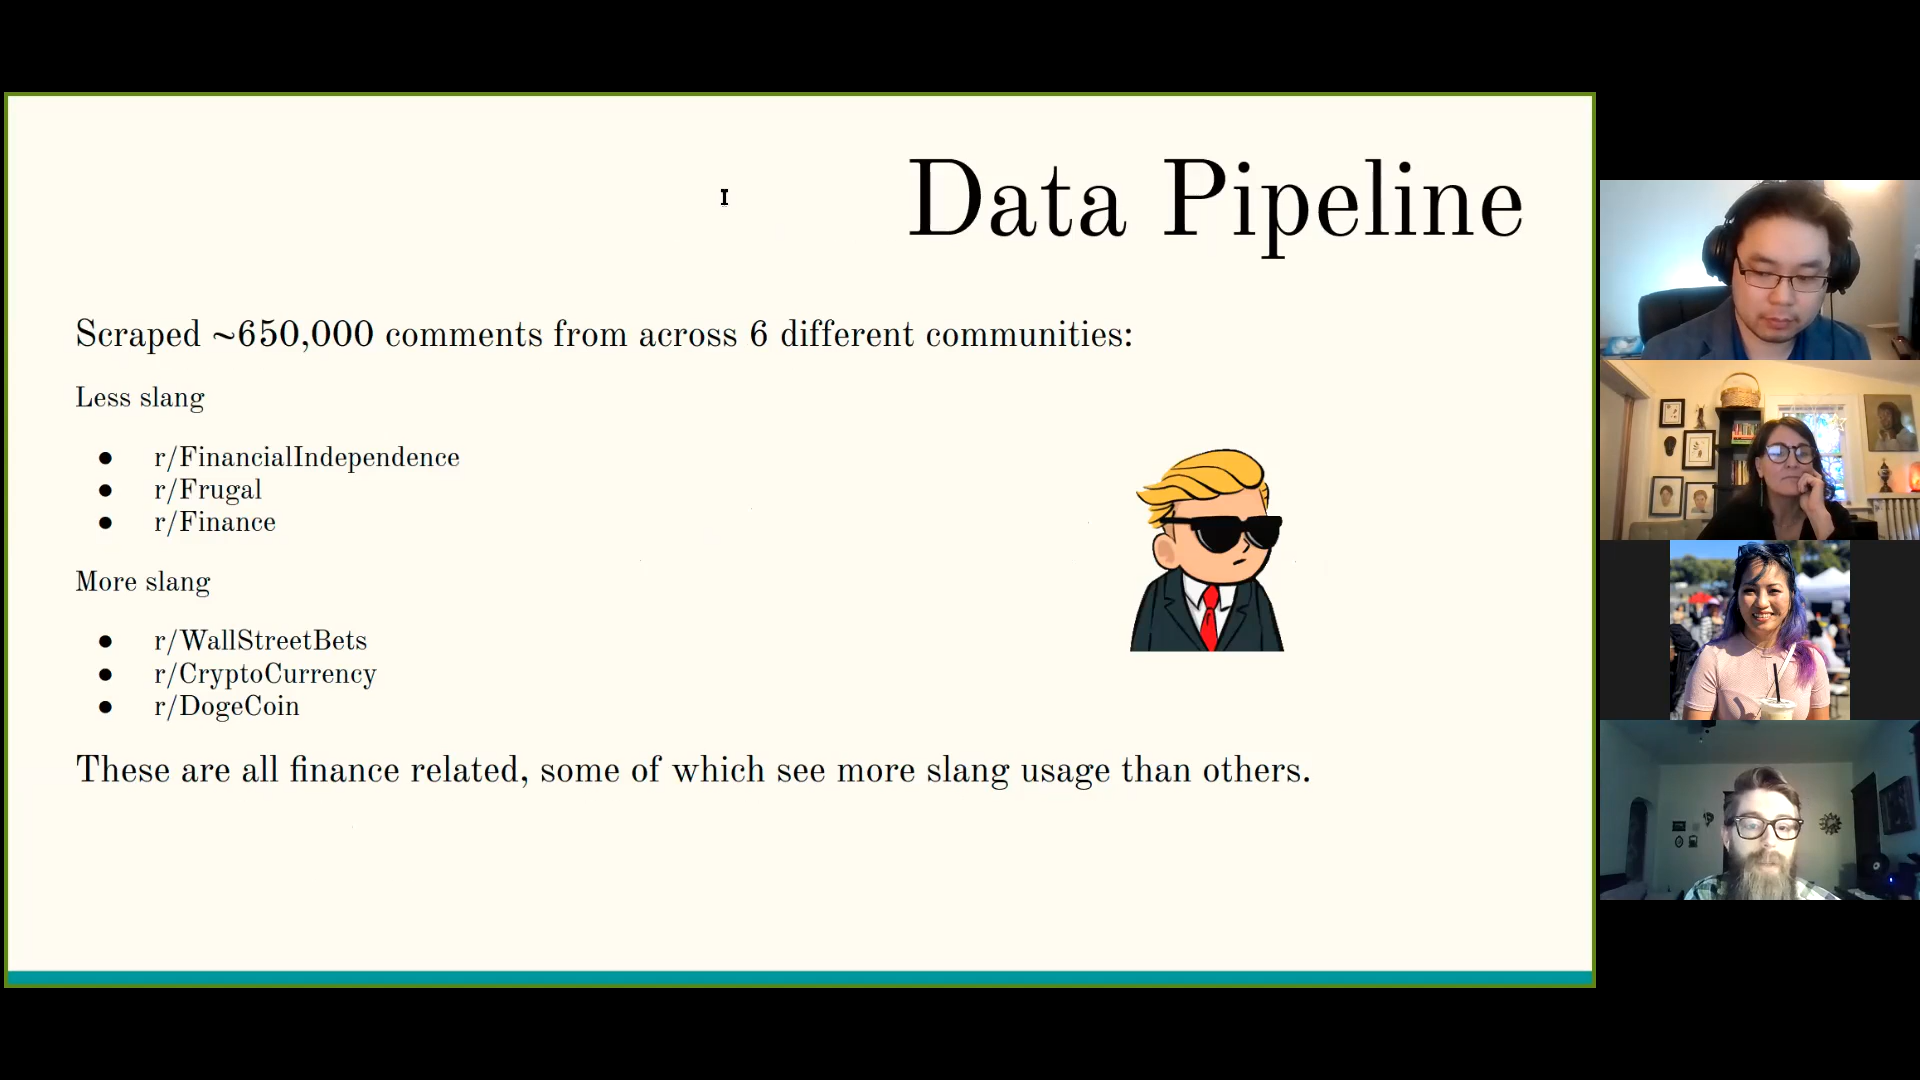 Data Pipeline
Scraped ~650,000 comments from across 6 different communities:
Less slang
● r/FinancialIndependence
● r/Frugal
● r/Finance
More slang
● r/WallStreetBets
● r/CryptoCurrency
● r/DogeCoin
These are all finance related, some of which see more slang usage than others.